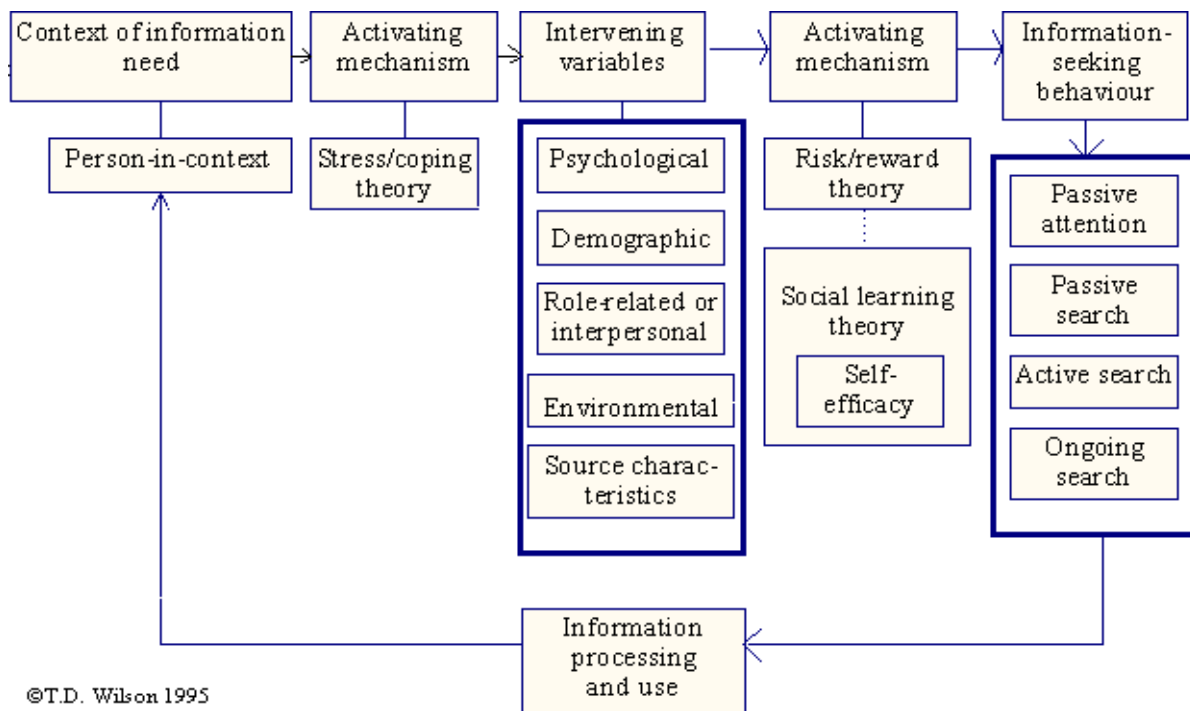 Context of information
need
Activating
mechanism
Intervening
variables
Activating
mechanism
Information-
seeking
behaviour
Person-in-context
Stress/coping
theory
Psychological
Demographic
Role-related or
interpersonal
Environmental
Source charac-
teristics
Risk/reward
theory
Social learning
theory
Self-
efficacy
Passive
attention
Passive
search
Active search
Ongoing
search
Information
processing
and use
©T.D. Wilson 1995